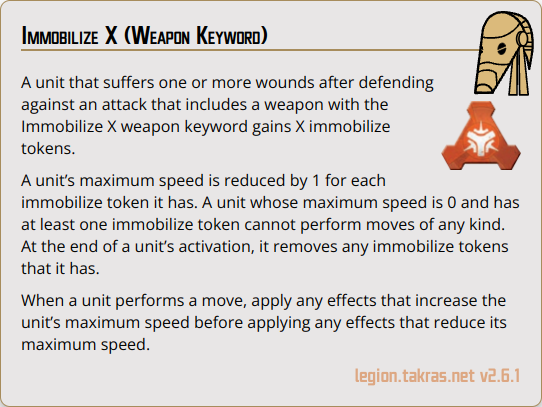 Immobilize X (Weapon Keyword)
A unit that suffers one or more wounds after defending
against an attack that includes a weapon with the
Immobilize X weapon keyword gains X immobilize
tokens.
A unit’s maximum speed is reduced by 1 for each
immobilize token it has. A unit whose maximum speed is 0 and has
at least one immobilize token cannot perform moves of any kind.
At the end of a unit’s activation, it removes any immobilize tokens
that it has.
When a unit performs a move, apply any effects that increase the
unit’s maximum speed before applying any effects that reduce its
maximum speed.
legion.takras.net v2.6.1